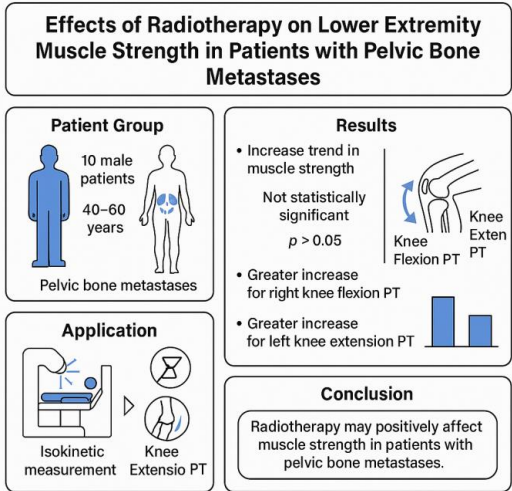 Effects of Radiotherapy on Lower Extremity
Muscle Strength in Patients with Pelvic Bone
Metastases
Patient Group
10 male
patients
40–60
years
Pelvic bone metastases
Application
Isokinetic
measurement
Knee
Extensio PT
Results
• Increase trend in
muscle strength
Not statistically
significant
p > 0.05
Knee
Flexion PT
Knee
Exten
PT
• Greater increase
for right knee flexion PT
• Greater increase
for left knee extension PT
Conclusion
Radiotherapy may positively affect
muscle strength in patients with
pelvic bone metastases.